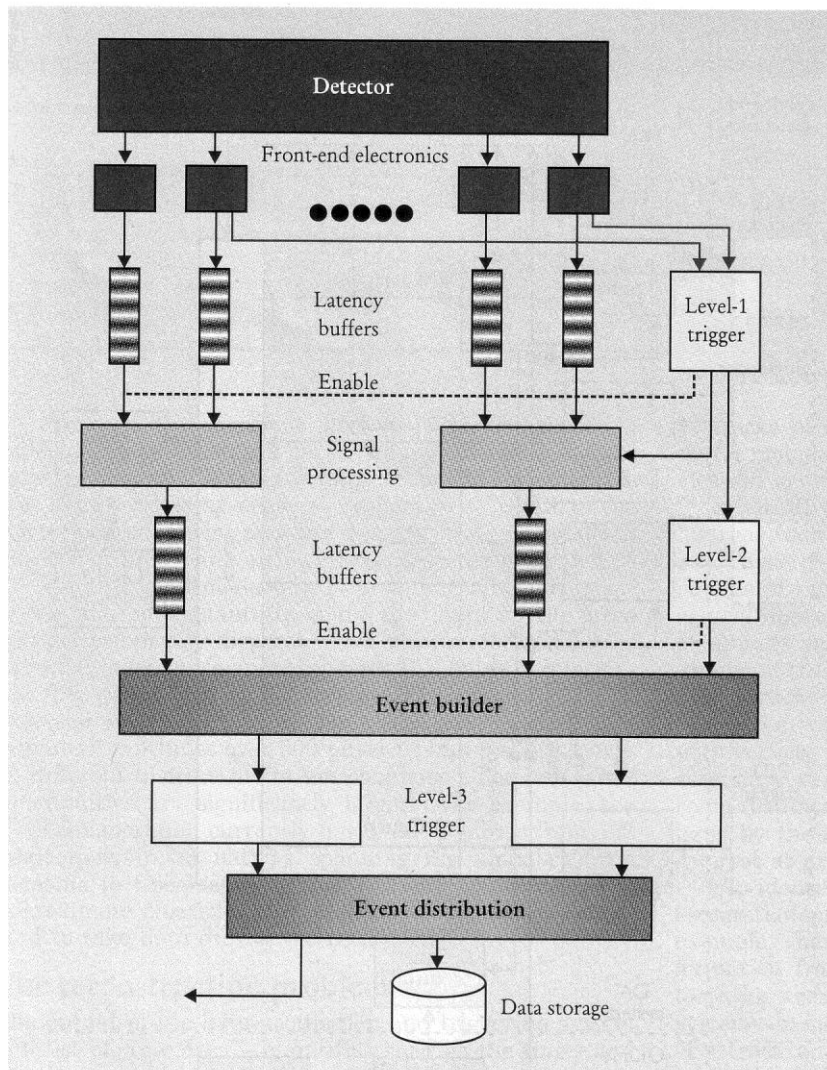 Detector
Front-end electronics
Latency
buffers
Level-1
trigger
Enable
Signal
processing
Latency
buffers
Level-2
trigger
Enable
Event builder
Level-3
trigger
Event distribution
Data storage